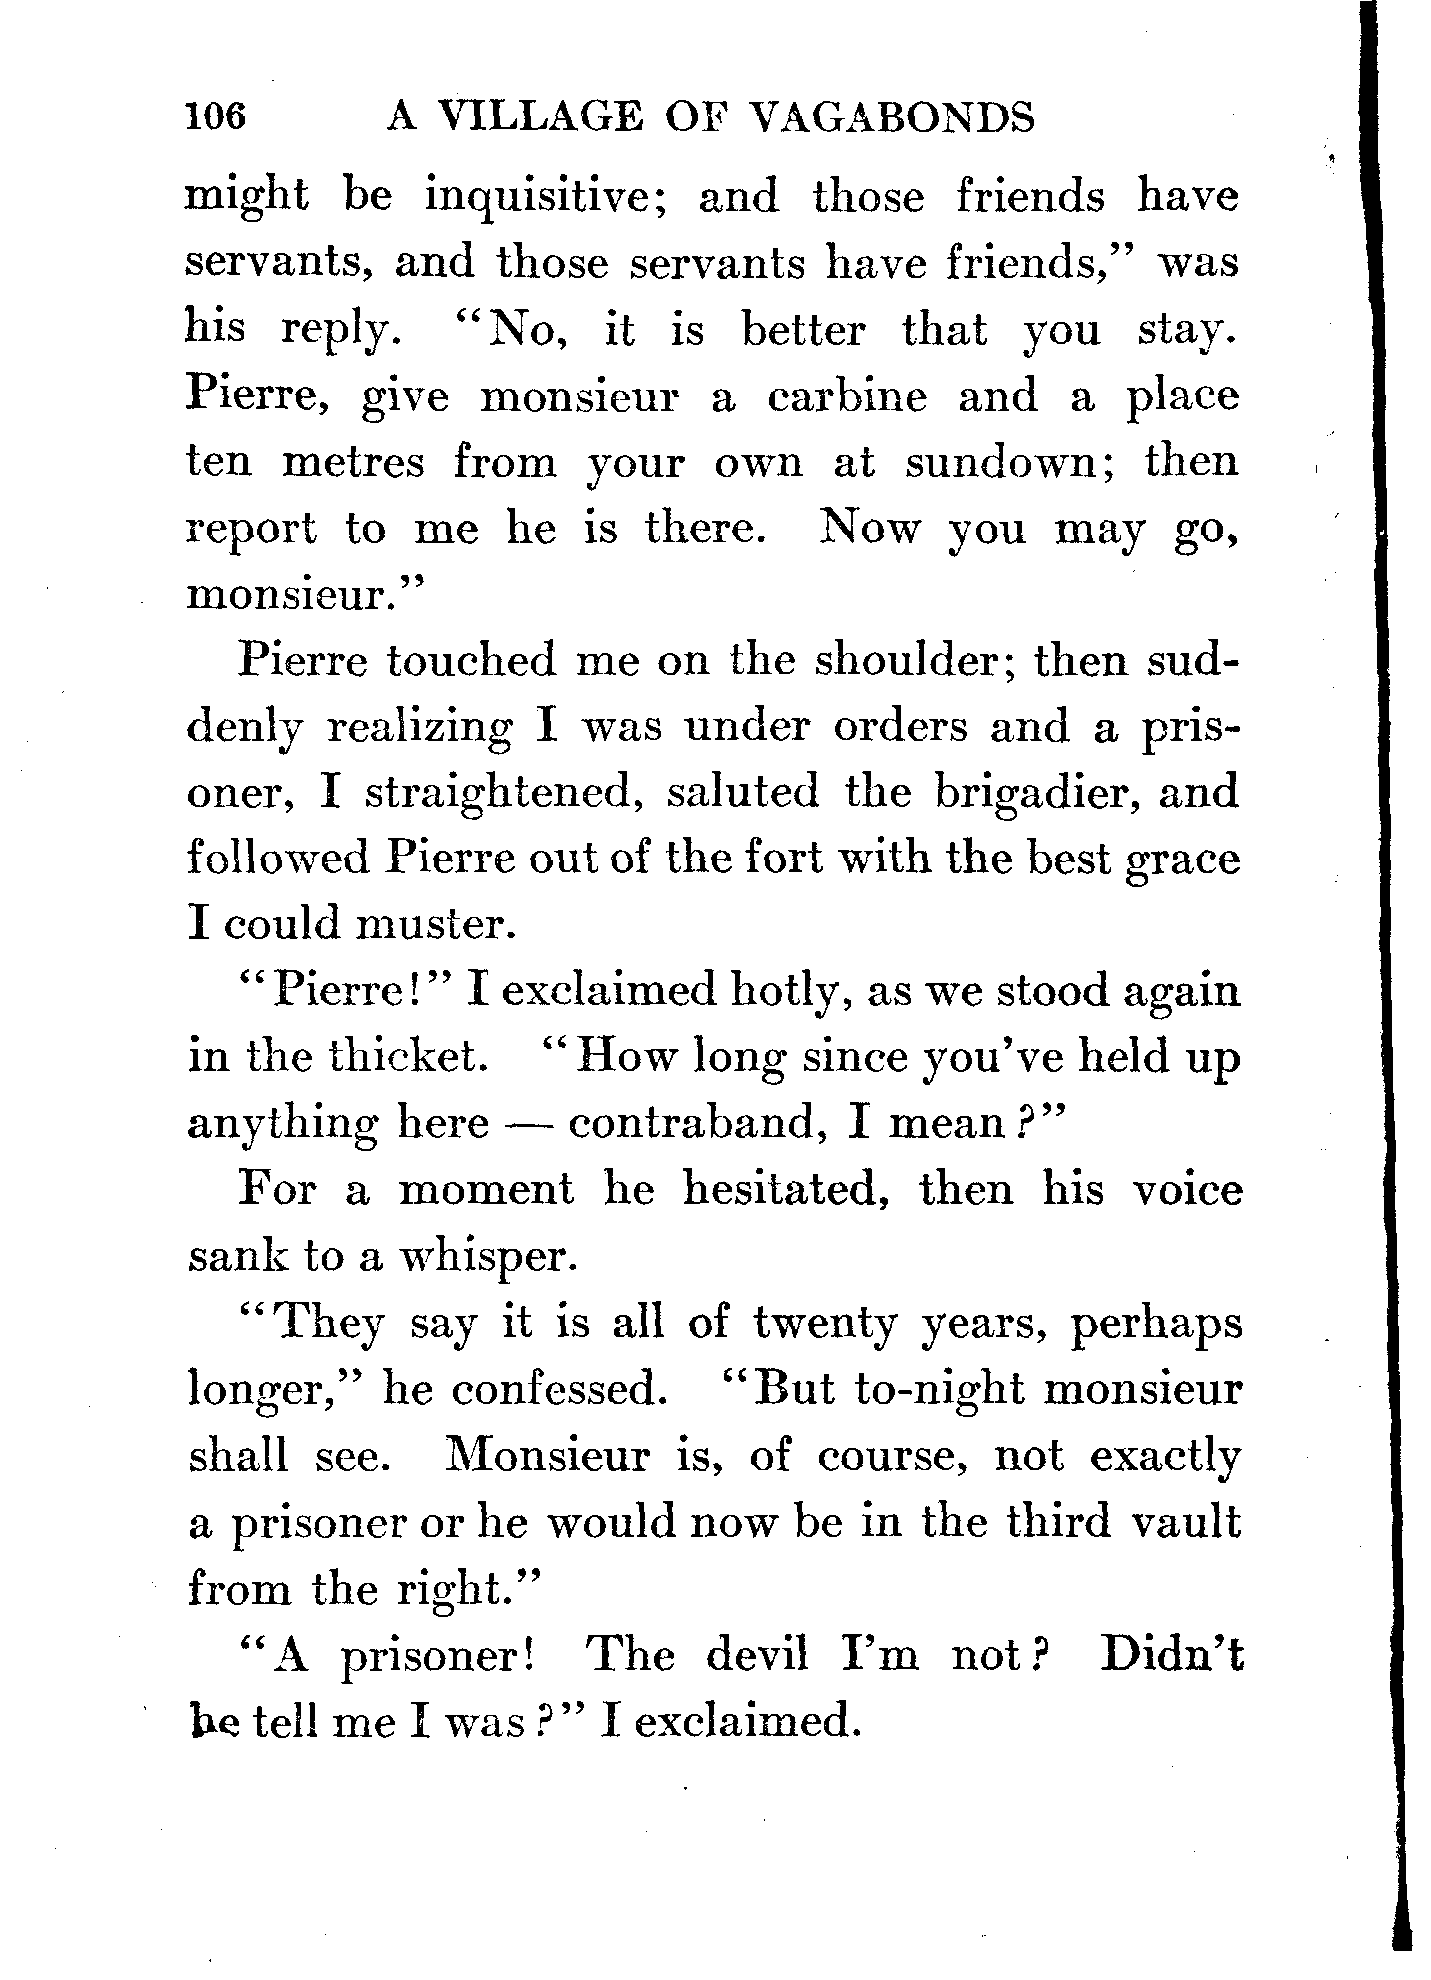 106 A VILLAGE OF VAGABONDS
might be inquisitive; and those friends have
servants, and those servants have friends,” was
his reply. “No, it is better that you stay.
Pierre, give monsieur a carbine and a place
ten metres from your own at sundown; then
report to me he is there. Now you may go,
monsieur.”
Pierre touched me on the shoulder; then sud-
denly realizing I was under orders and a pris-
oner, I straightened, saluted the brigadier, and
followed Pierre out of the fort with the best grace
I could muster.
“Pierre!” I exclaimed hotly, as we stood again
in the thicket. “How long since you’ve held up
anything here — contraband, I mean?”
For a moment he hesitated, then his voice
sank to a whisper.
“They say it is all of twenty years, perhaps
longer,” he confessed. “But to-night monsieur
shall see. Monsieur is, of course, not exactly
a prisoner or he would now be in the third vault
from the right.”
“A prisoner! The devil I’m not? Didn’t
he tell me I was?” I exclaimed.